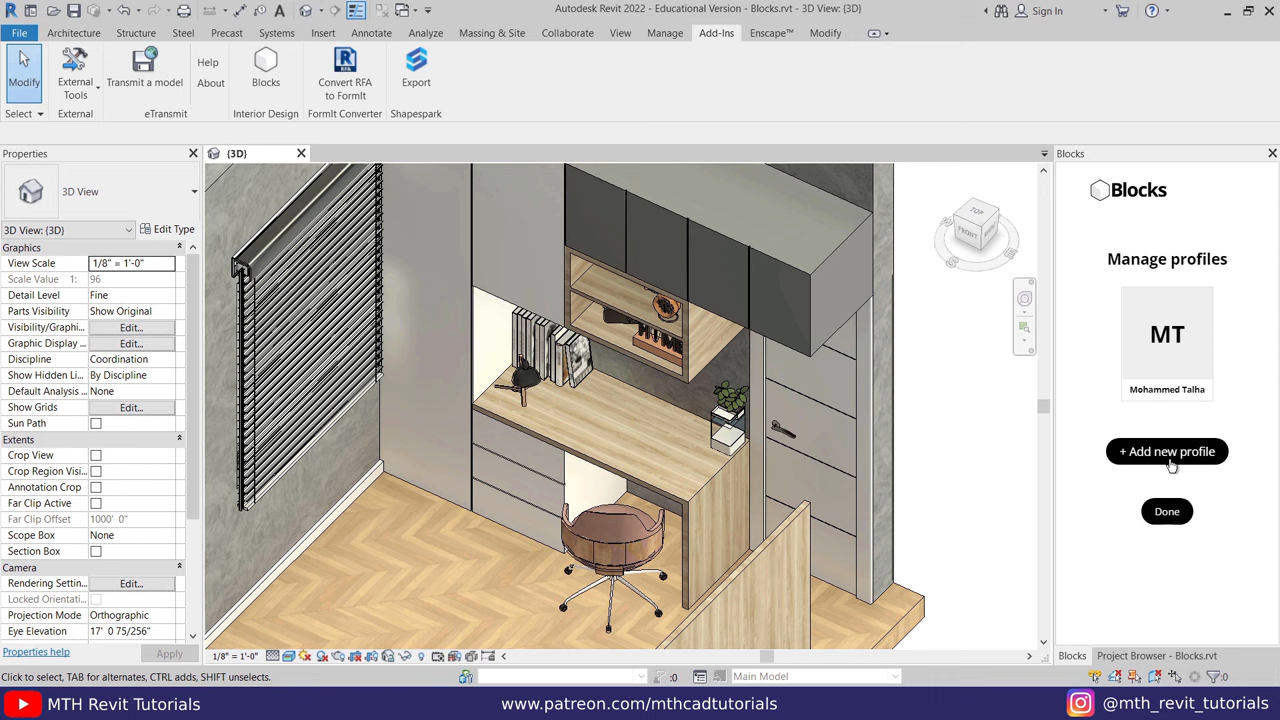 Autodesk Revit 2022 - Educational Version - Blocks.rvt - 3D View: {3D}
Sign In
File Architecture Structure Steel Precast Systems Insert Annotate Analyze Massing & Site Collaborate View Manage Add-Ins Enscape™ Modify
Modify
External
Tools
Transmit a model
Help
About
Blocks
Convert RFA
to FormIt
Export
Select
External
eTransmit
Interior Design
FormIt Converter
Shapespark
Properties
3D View
3D View: {3D}
Edit Type
Graphics
View Scale 1/8" = 1'-0"
Scale Value 1: 96
Detail Level Fine
Parts Visibility Show Original
Visibility/Graphi... Edit...
Graphic Display ... Edit...
Discipline Coordination
Show Hidden Li... By Discipline
Default Analysis ... None
Show Grids Edit...
Sun Path
Extents
Crop View
Crop Region Visi...
Annotation Crop
Far Clip Active
Far Clip Offset 1000' 0"
Scope Box None
Section Box
Camera
Rendering Settin... Edit...
Locked Orientati...
Projection Mode Orthographic
Eye Elevation 17' 0 75/256"
Properties help
Apply
{3D}
TOP
FRONT
HOME
1/8" = 1'-0"
Blocks
Blocks
Manage profiles
MT
Mohammed Talha
+ Add new profile
Done
Blocks
Project Browser - Blocks.rvt
Click to select, TAB for alternates, CTRL adds, SHIFT unselects.
:0
Main Model
:0
MTH Revit Tutorials
www.patreon.com/mthcadtutorials
@mth_revit_tutorials